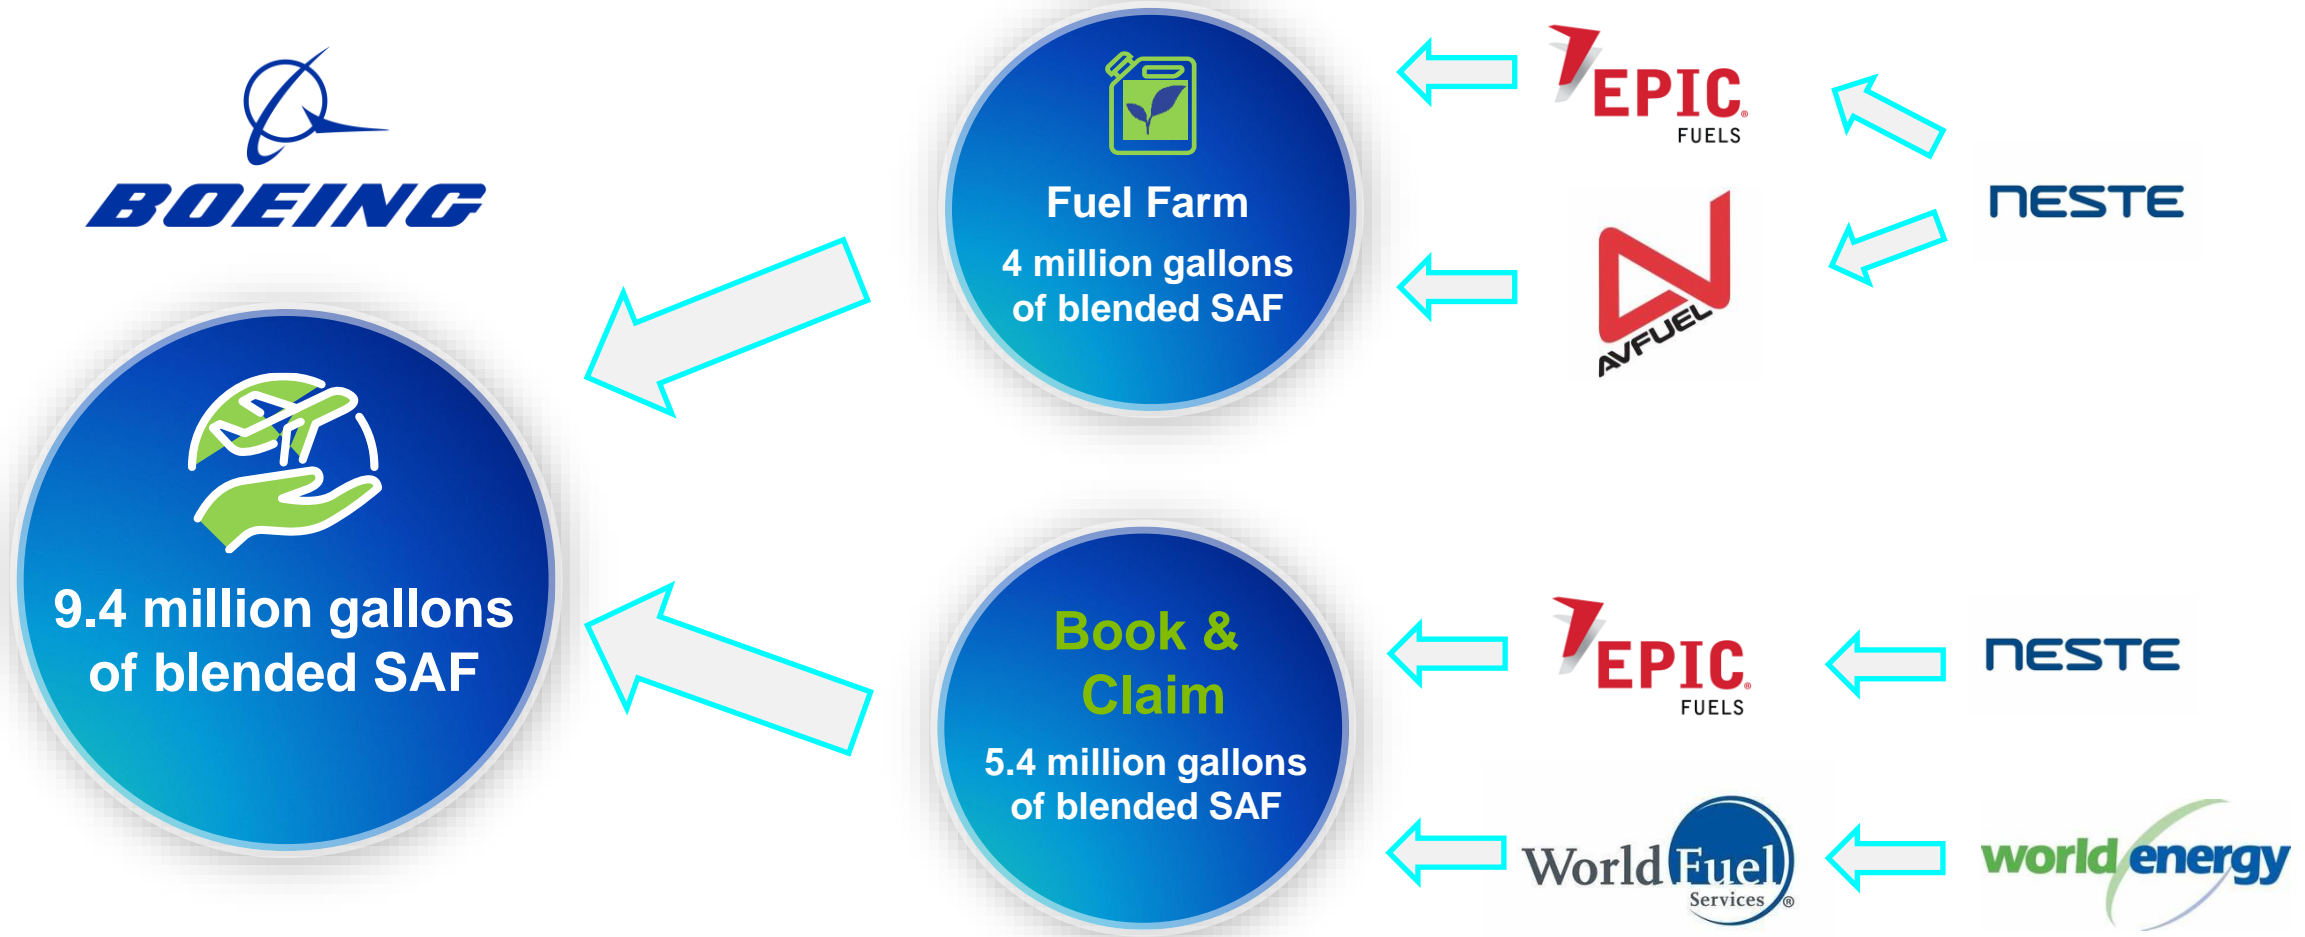 BOEING
9.4 million gallons
of blended SAF
Fuel Farm
4 million gallons
of blended SAF
EPIC®
FUELS
AVFUEL
NESTE
Book &
Claim
5.4 million gallons
of blended SAF
EPIC®
FUELS
NESTE
World Fuel
Services ®
world energy